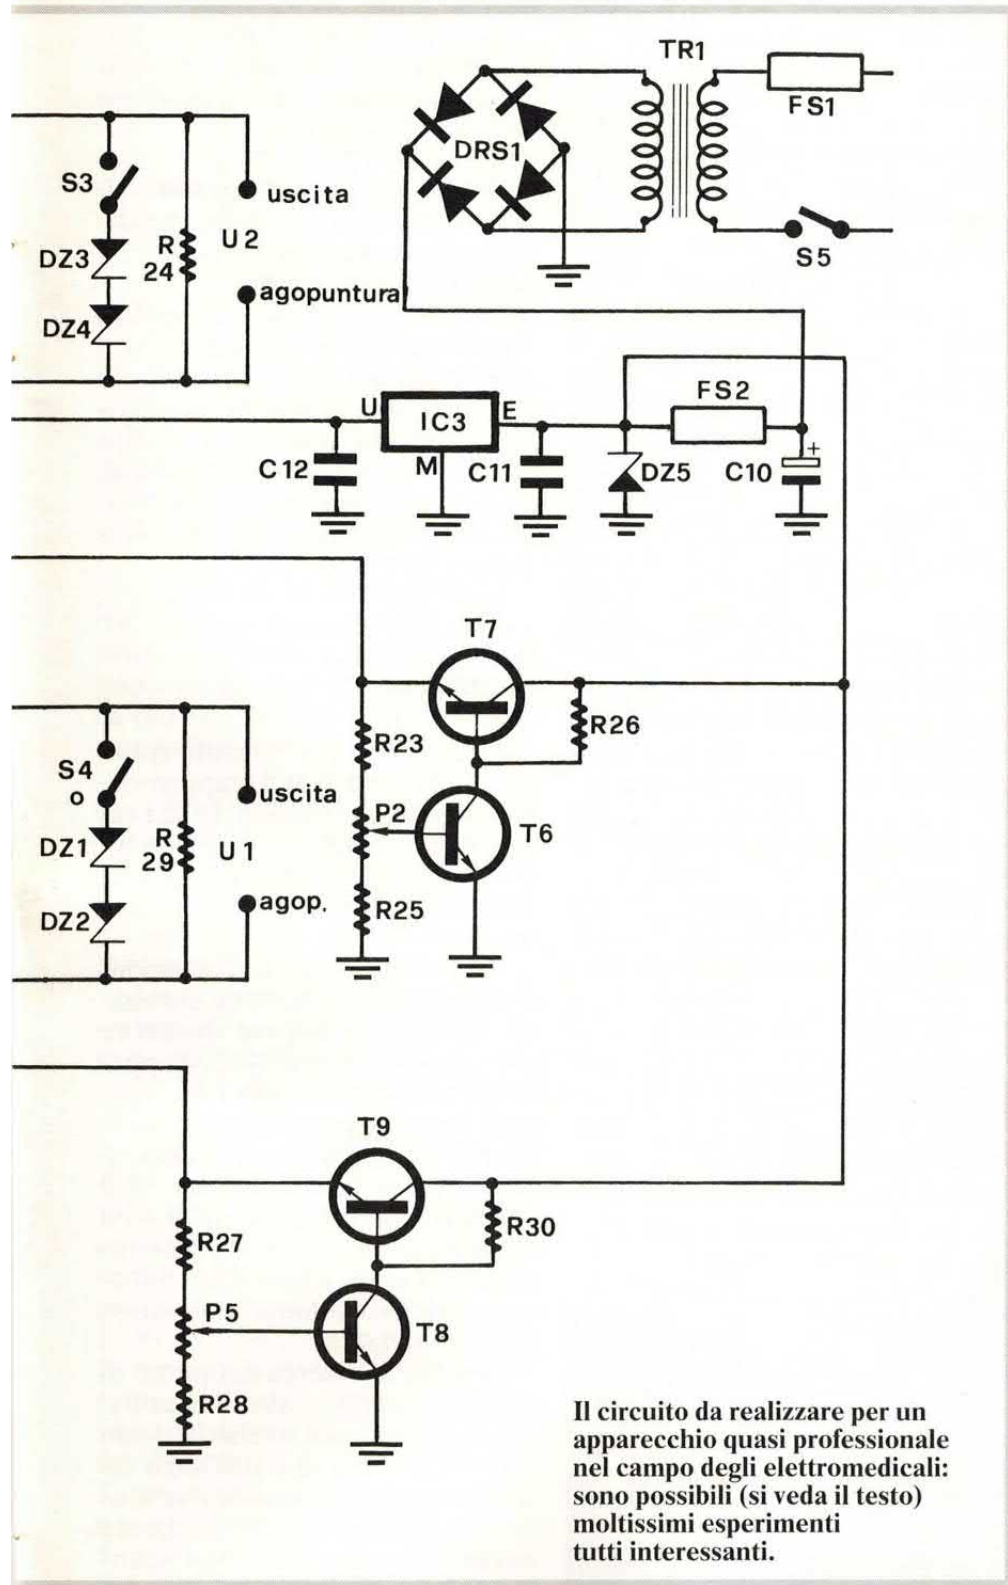 TR1
FS1
DRS1
S3
uscita
U2
R
24
DZ3
S5
agopuntura
DZ4
FS2
U
IC3
E
+
C12
M
C11
DZ5
C10
T7
R23
R26
S4
o
uscita
P2
T6
DZ1
R
29
U1
DZ2
agop.
R25
T9
R27
R30
P5
T8
R28
Il circuito da realizzare per un
apparecchio quasi professionale
nel campo degli elettromedicali:
sono possibili (si veda il testo)
moltissimi esperimenti
tutti interessanti.